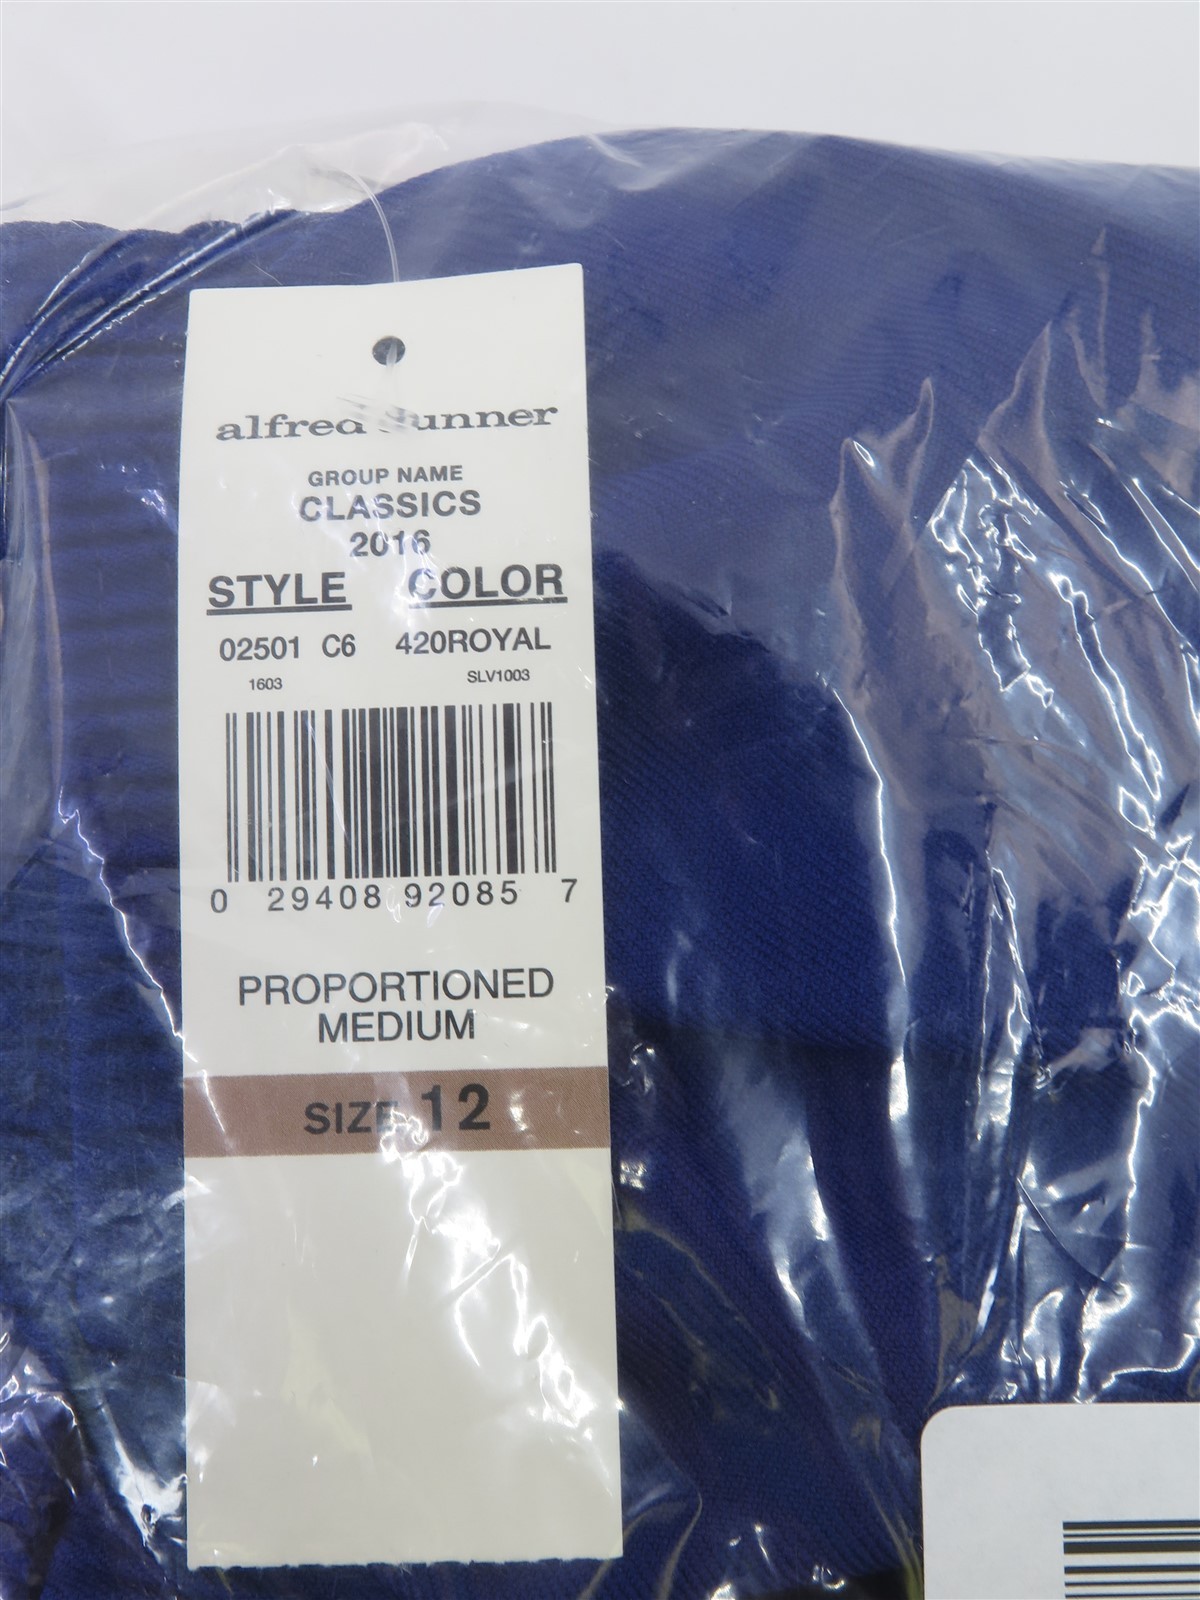 alfred dunner
GROUP NAME
CLASSICS
2016
STYLE COLOR
02501 C6 420ROYAL
1603 SLV1003
0 29408 92085 7
PROPORTIONED
MEDIUM
SIZE 12